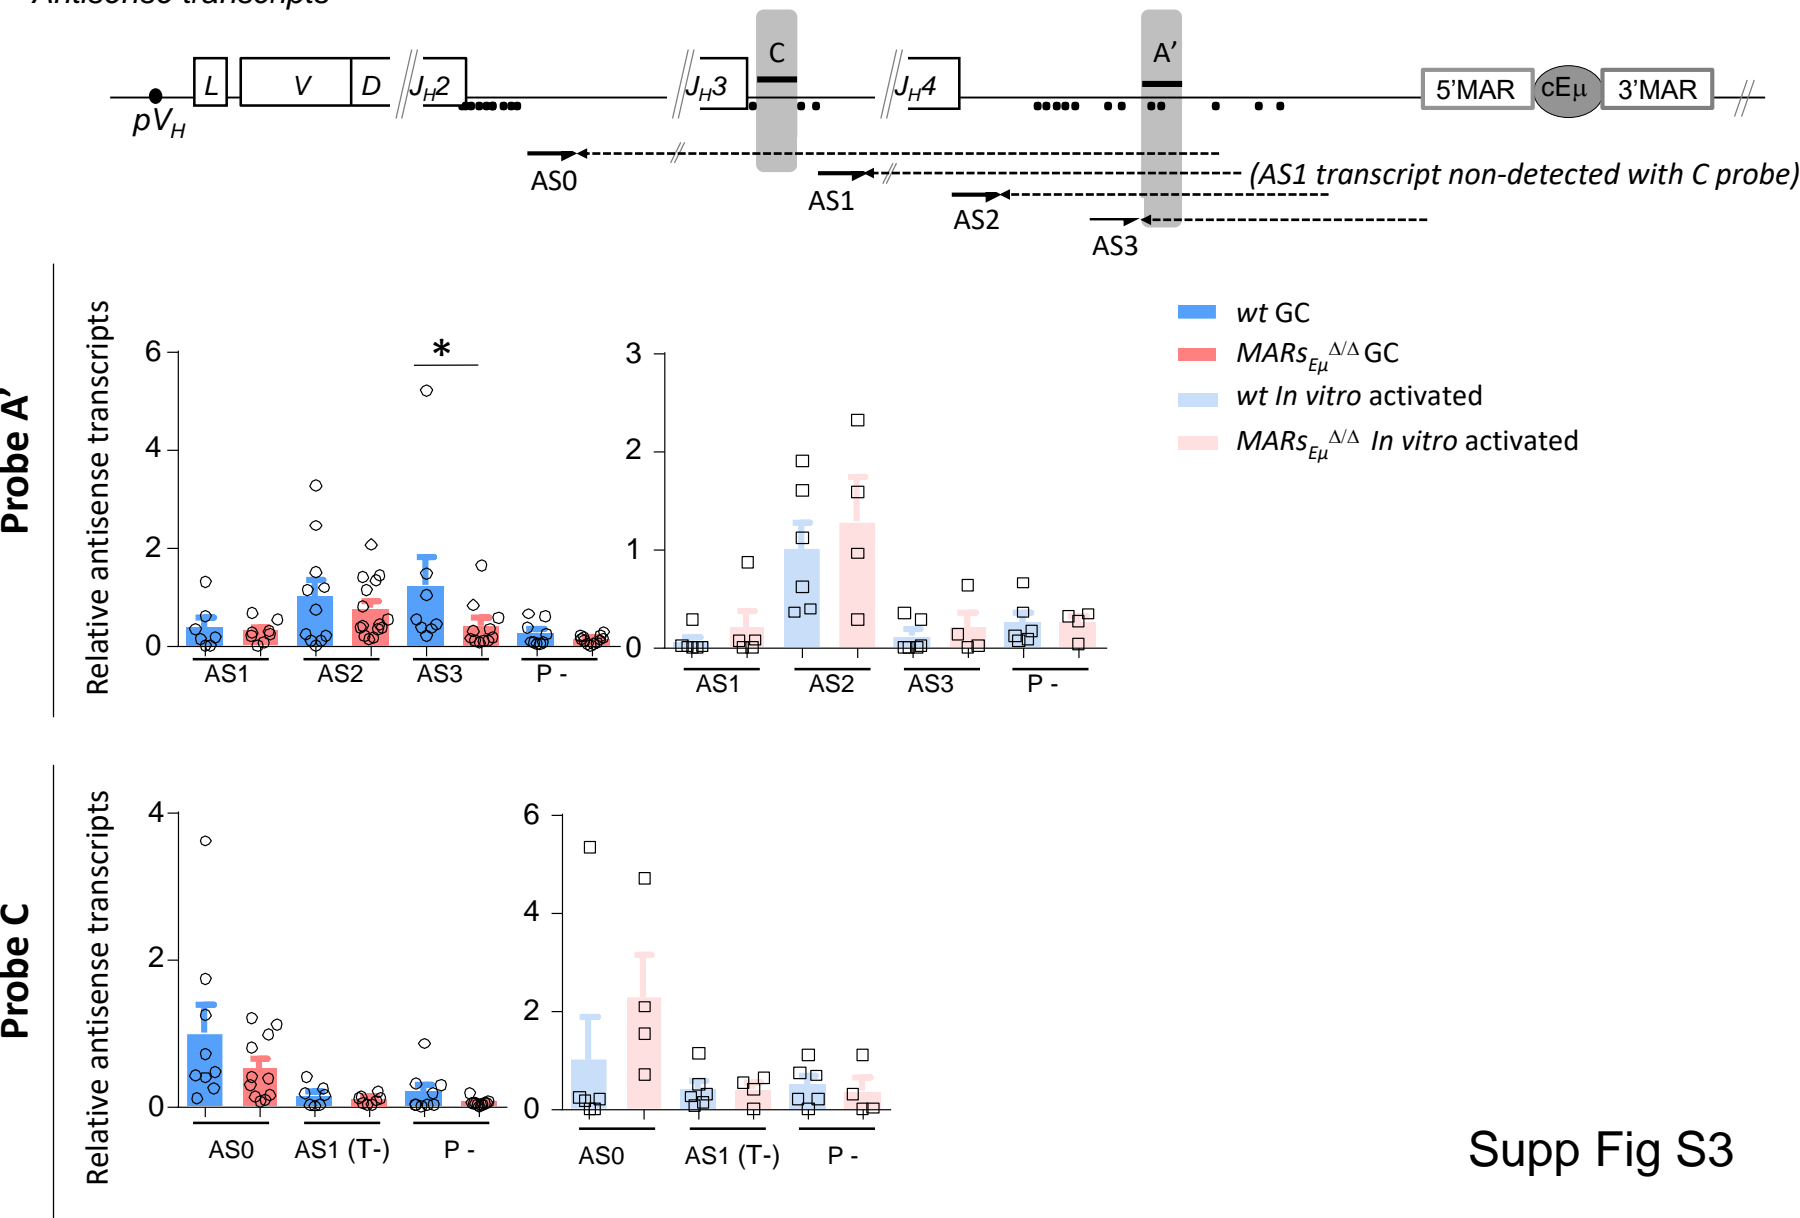 Antisense transcripts
L V D JH2 JH3 C JH4 A′ 5’MAR cEμ 3’MAR
pVH
AS0
AS1
(AS1 transcript non-detected with C probe)
AS2
AS3
Probe A’
Relative antisense transcripts
6
4
2
0
*
AS1 AS2 AS3 P -
3
2
1
0
AS1 AS2 AS3 P -
wt GC
MARsEμ Δ/Δ GC
wt In vitro activated
MARsEμ Δ/Δ In vitro activated
Probe C
Relative antisense transcripts
4
2
0
AS0 AS1 (T-) P -
6
4
2
0
AS0 AS1 (T-) P -
Supp Fig S3